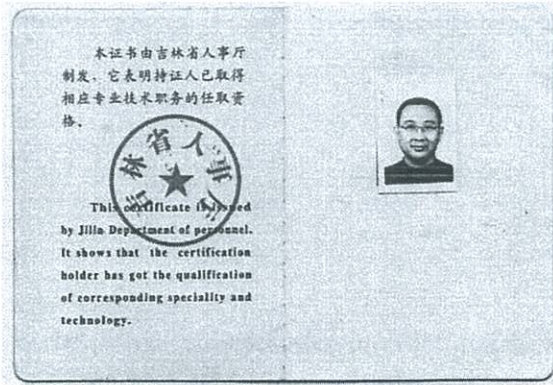 本证书由吉林省人事厅
制发，它表明持证人已取得
相应专业技术职务的任职资
格。
吉林省人事厅
This certificate is issued
by Jilin Department of personnel.
It shows that the certification
holder has got the qualification
of corresponding speciality and
technology.